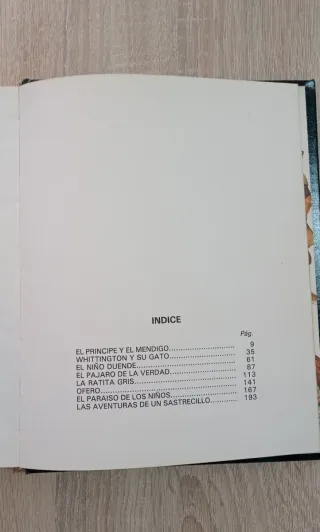 INDICE
Pág.
EL PRINCIPE Y EL MENDIGO........................ 9
WHITTINGTON Y SU GATO........................ 35
EL NIÑO DUENDE........................ 61
EL PAJARO DE LA VERDAD........................ 87
LA RATITA GRIS........................ 113
OFERO........................ 141
EL PARAISO DE LOS NIÑOS........................ 167
LAS AVENTURAS DE UN SASTRECILLO........................ 193